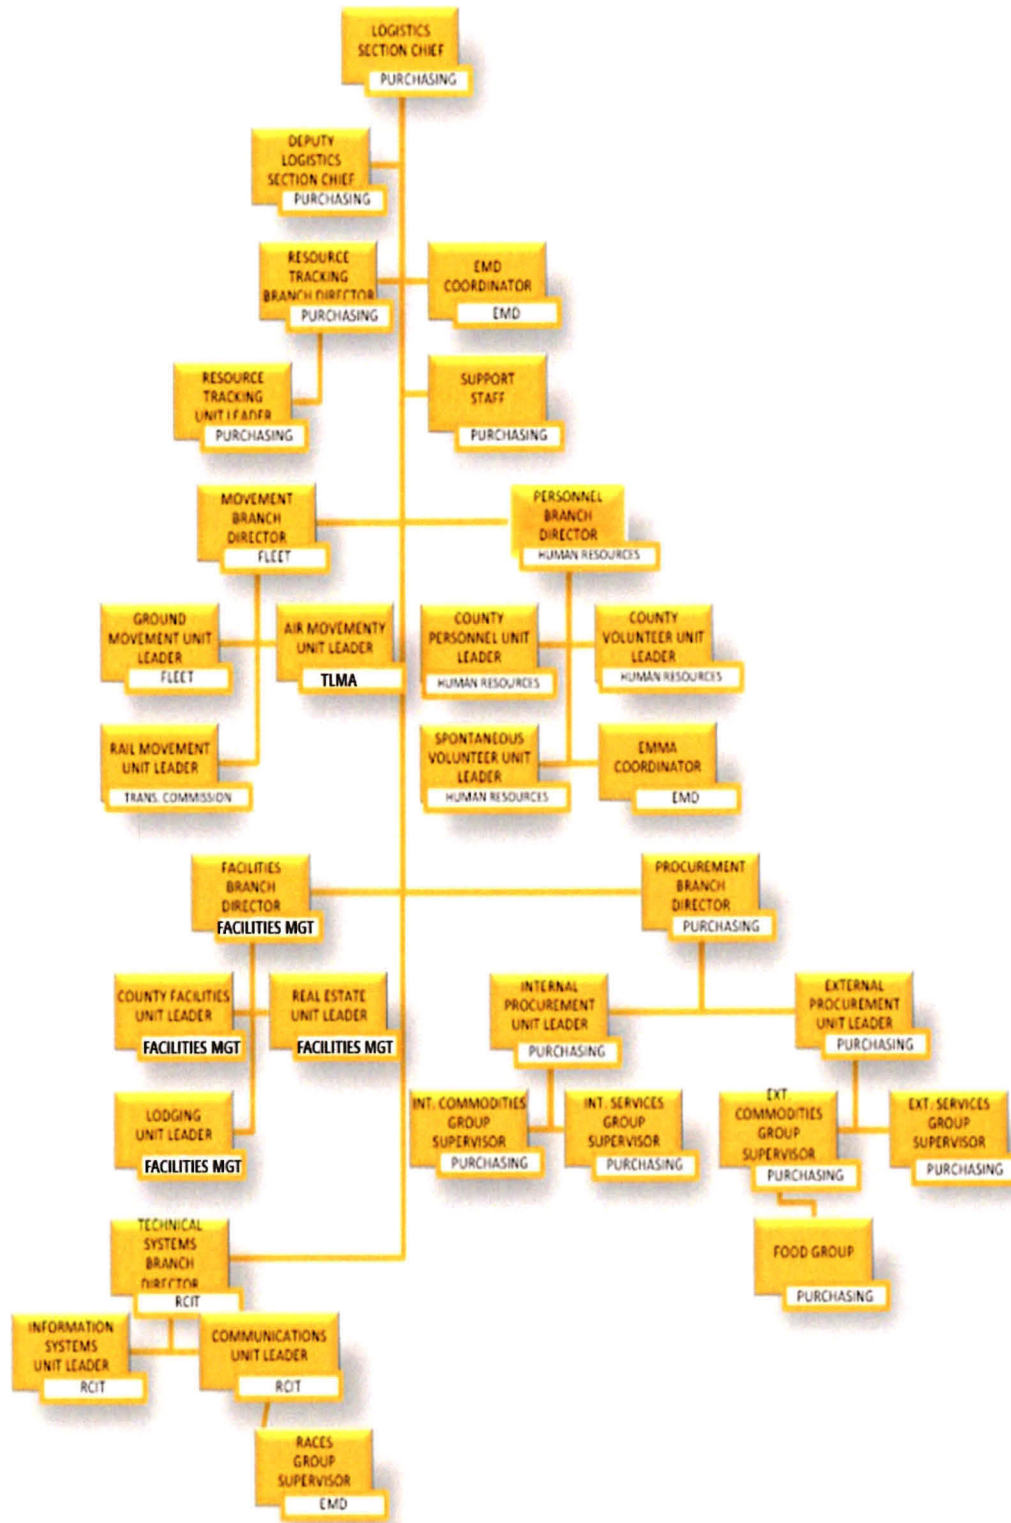 LOGISTICS
SECTION CHIEF
PURCHASING
DEPUTY
LOGISTICS
SECTION CHIEF
PURCHASING
RESOURCE
TRACKING
BRANCH DIRECTOR
PURCHASING
EMD
COORDINATOR
EMD
RESOURCE
TRACKING
UNIT LEADER
PURCHASING
SUPPORT
STAFF
PURCHASING
MOVEMENT
BRANCH
DIRECTOR
FLEET
PERSONNEL
BRANCH
DIRECTOR
HUMAN RESOURCES
GROUND
MOVEMENT UNIT
LEADER
FLEET
AIR MOVEMENTY
UNIT LEADER
TLMA
COUNTY
PERSONNEL UNIT
LEADER
HUMAN RESOURCES
COUNTY
VOLUNTEER UNIT
LEADER
HUMAN RESOURCES
RAIL MOVEMENT
UNIT LEADER
TRANS. COMMISSION
SPONTANEOUS
VOLUNTEER UNIT
LEADER
HUMAN RESOURCES
EMMA
COORDINATOR
EMD
FACILITIES
BRANCH
DIRECTOR
FACILITIES MGT
PROCUREMENT
BRANCH
DIRECTOR
PURCHASING
COUNTY FACILITIES
UNIT LEADER
FACILITIES MGT
REAL ESTATE
UNIT LEADER
FACILITIES MGT
INTERNAL
PROCUREMENT
UNIT LEADER
PURCHASING
EXTERNAL
PROCUREMENT
UNIT LEADER
PURCHASING
LODGING
UNIT LEADER
FACILITIES MGT
INT. COMMODITIES
GROUP
SUPERVISOR
PURCHASING
INT. SERVICES
GROUP
SUPERVISOR
PURCHASING
EXT.
COMMODITIES
GROUP
SUPERVISOR
PURCHASING
EXT. SERVICES
GROUP
SUPERVISOR
PURCHASING
FOOD GROUP
PURCHASING
TECHNICAL
SYSTEMS
BRANCH
DIRECTOR
RCIT
INFORMATION
SYSTEMS
UNIT LEADER
RCIT
COMMUNICATIONS
UNIT LEADER
RCIT
RACES
GROUP
SUPERVISOR
EMD